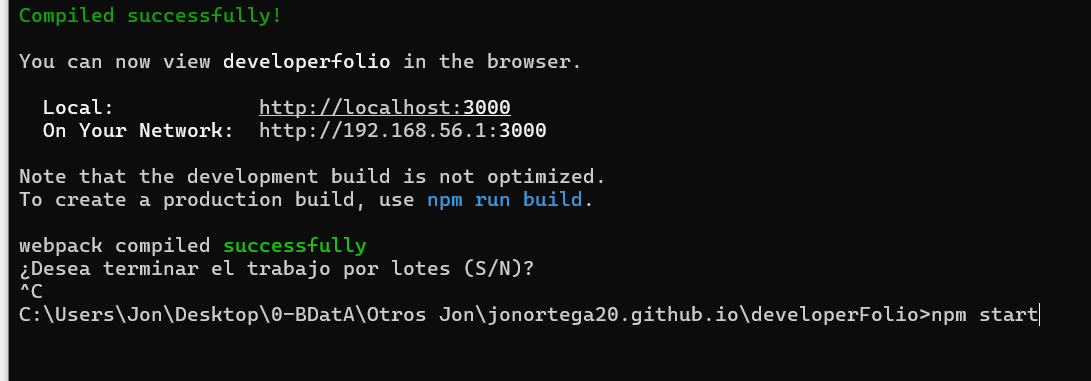 Compiled successfully!
You can now view developerfolio in the browser.
Local: http://localhost:3000
On Your Network: http://192.168.56.1:3000
Note that the development build is not optimized.
To create a production build, use npm run build.
webpack compiled successfully
¿Desea terminar el trabajo por lotes (S/N)?
^C
C:\Users\Jon\Desktop\0-BDatA\Otros Jon\jonortega20.github.io\developerFolio>npm start